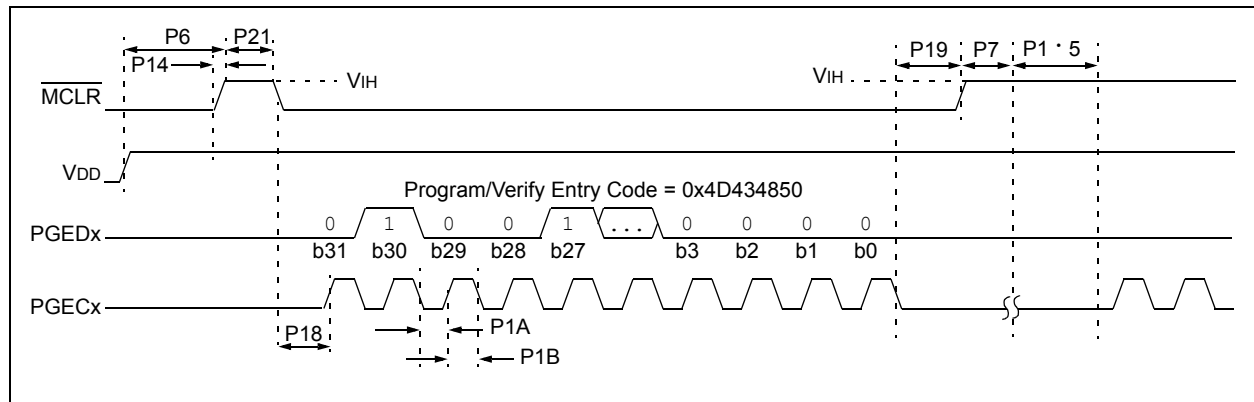 P6 P21 P19 P7 P1 · 5
P14
VIH VIH
MCLR
VDD
Program/Verify Entry Code = 0x4D434850
0 1 0 0 1 ... 0 0 0 0
PGEDx
b31 b30 b29 b28 b27 b3 b2 b1 b0
PGECx
P18 P1A
P1B